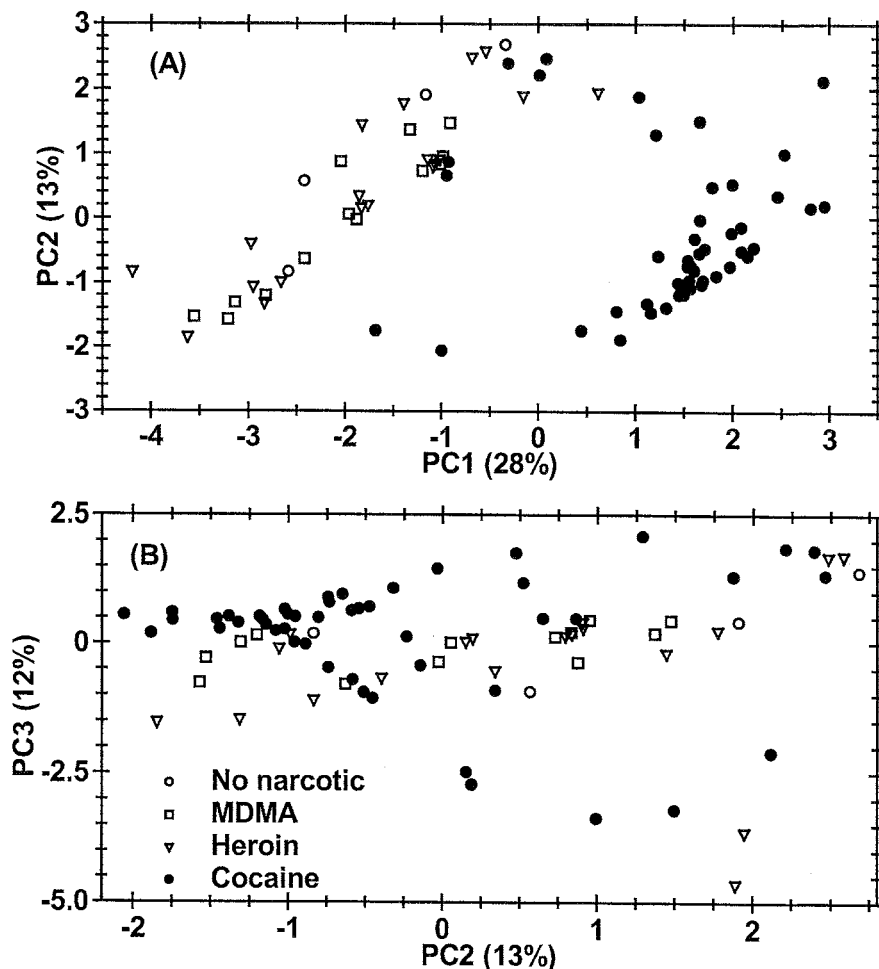 (A)
3
2
1
0
-1
-2
-3
PC2 (13%)
-4 -3 -2 -1 0 1 2 3
PC1 (28%)
(B)
2.5
0
-2.5
-5.0
PC3 (12%)
No narcotic
MDMA
Heroin
Cocaine
-2 -1 0 1 2
PC2 (13%)